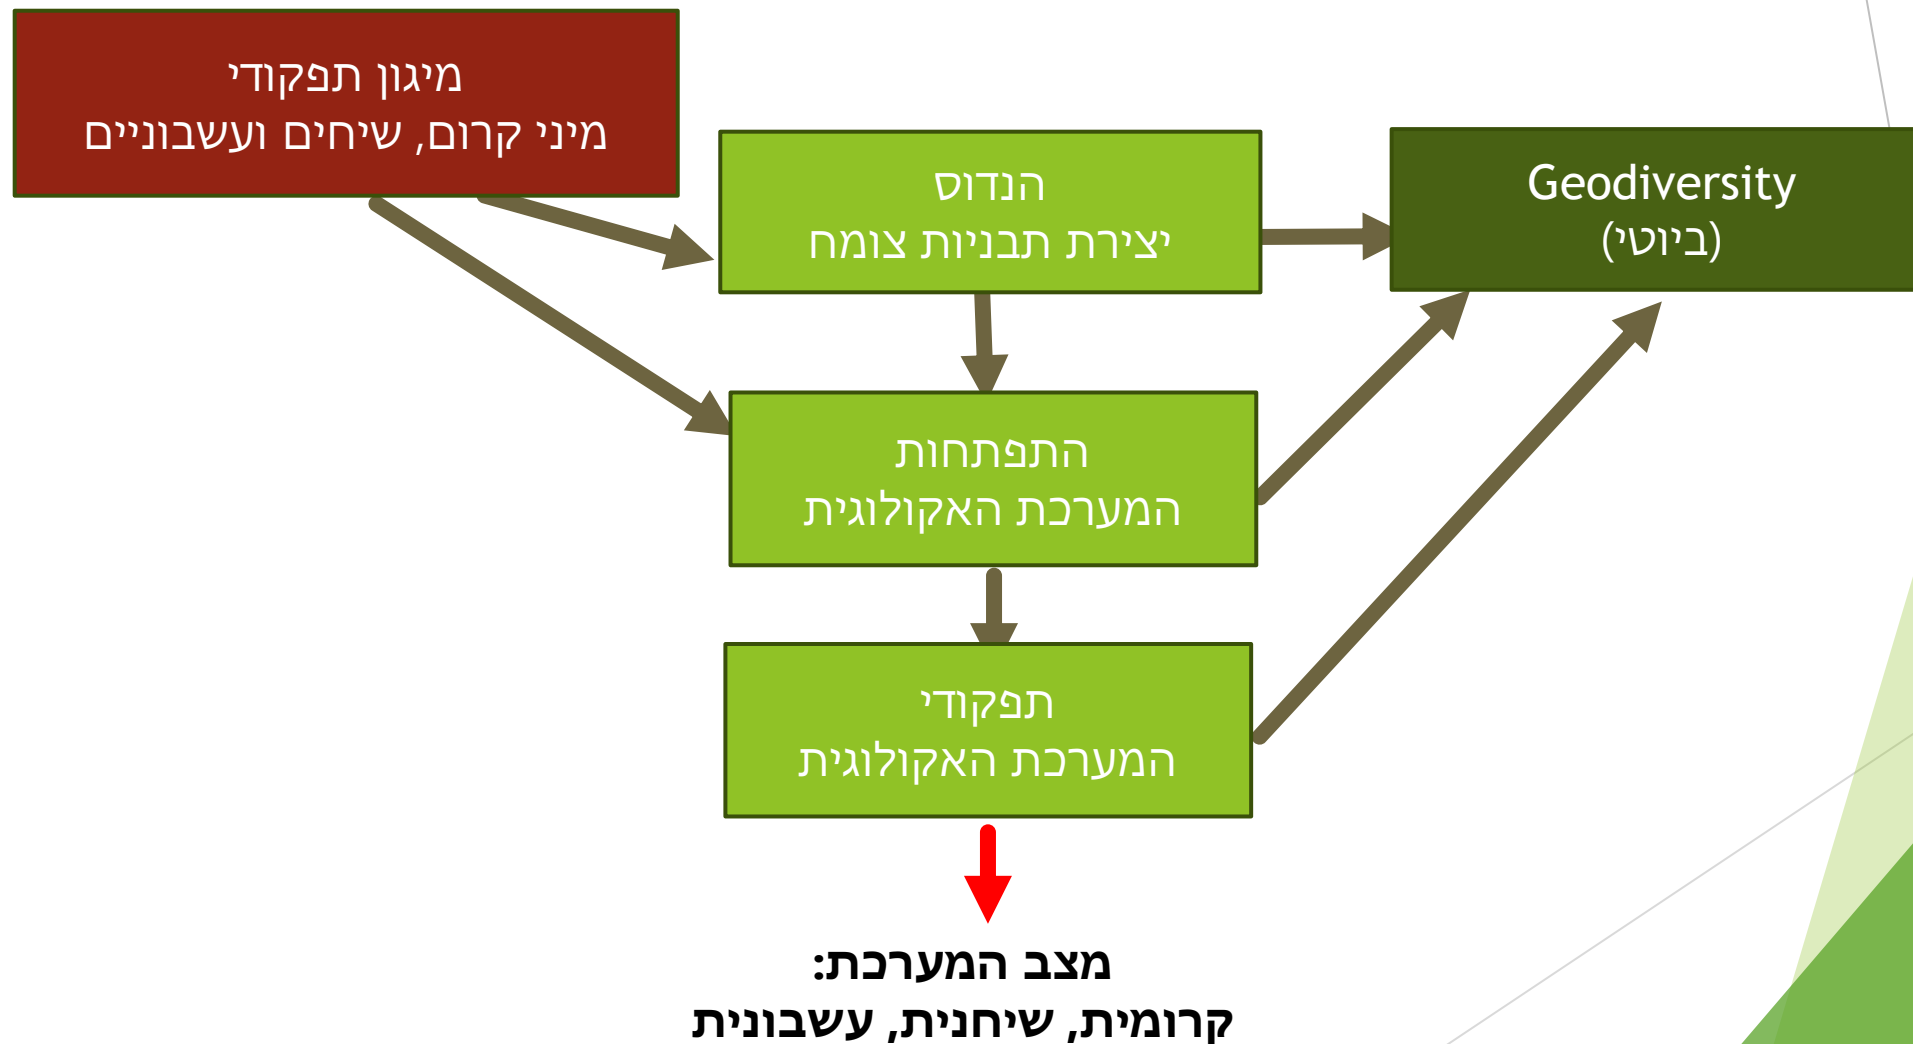 מיגון תפקודי
מיני קרום, שיחים ועשבוניים
הנדוס
יצירת תבניות צומח
Geodiversity
(ביוטי)
התפתחות
המערכת האקולוגית
תפקודי
המערכת האקולוגית
מצב המערכת:
קרומית, שיחנית, עשבונית